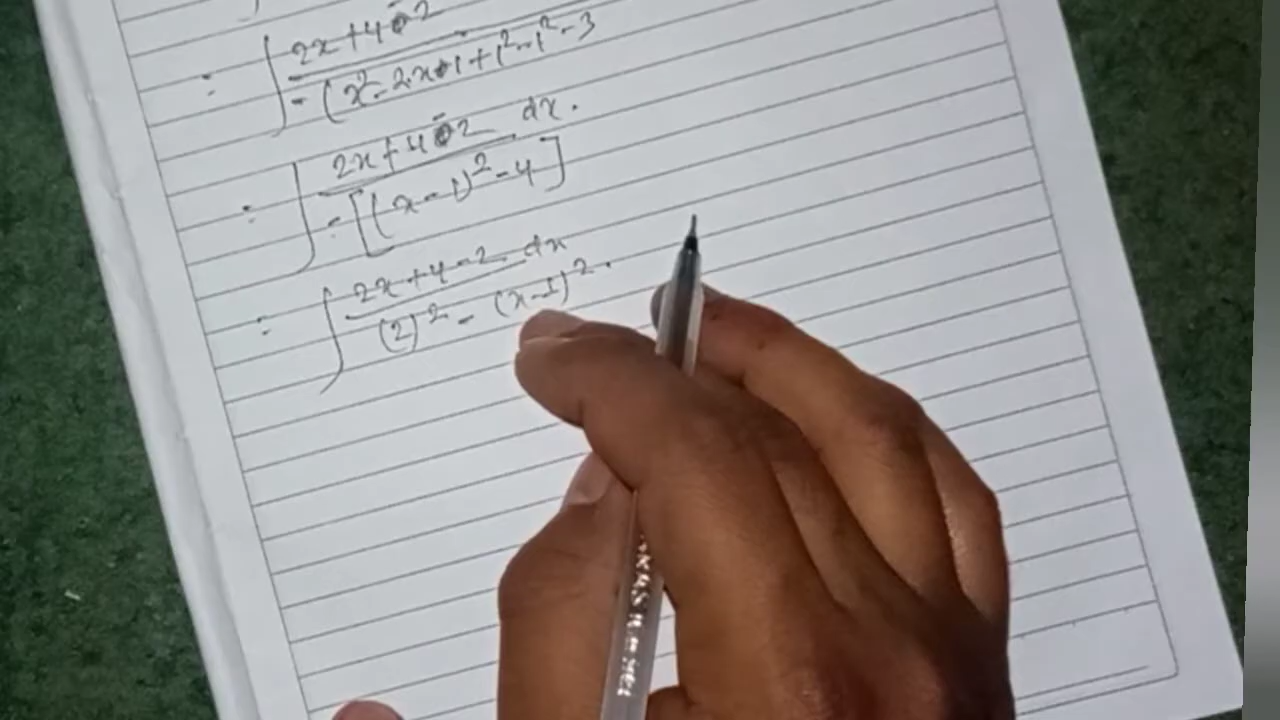 = ∫ 2x+4-2 / -(x²-2x·1+1²-1²-3
= ∫ 2x+4-2 / -[(x-1)²-4] dx.
= ∫ 2x+4-2 / (2)²-(x-1)² dx.